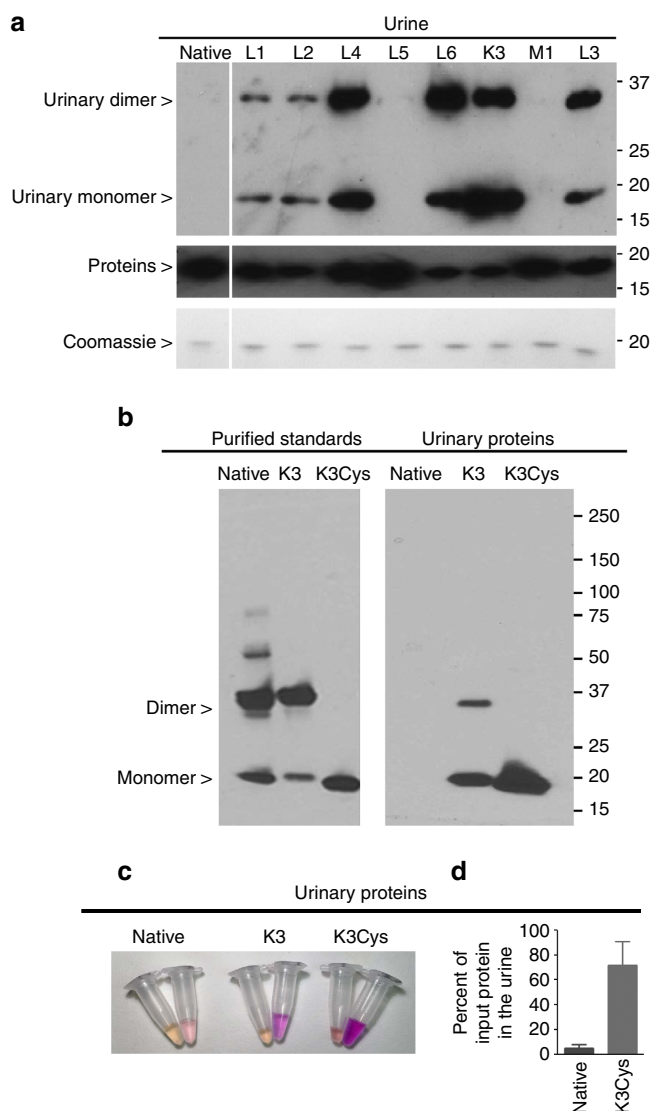 a
Urine
Native L1 L2 L4 L5 L6 K3 M1 L3
Urinary dimer >
37
25
Urinary monomer >
20
15
Proteins >
20
15
Coomassie >
20
b
Purified standards
Urinary proteins
Native K3 K3Cys
Native K3 K3Cys
250
150
100
75
50
37
Dimer >
25
Monomer >
20
15
c
d
Urinary proteins
Native K3 K3Cys
Percent of
input protein
in the urine
100
80
60
40
20
0
Native
K3Cys